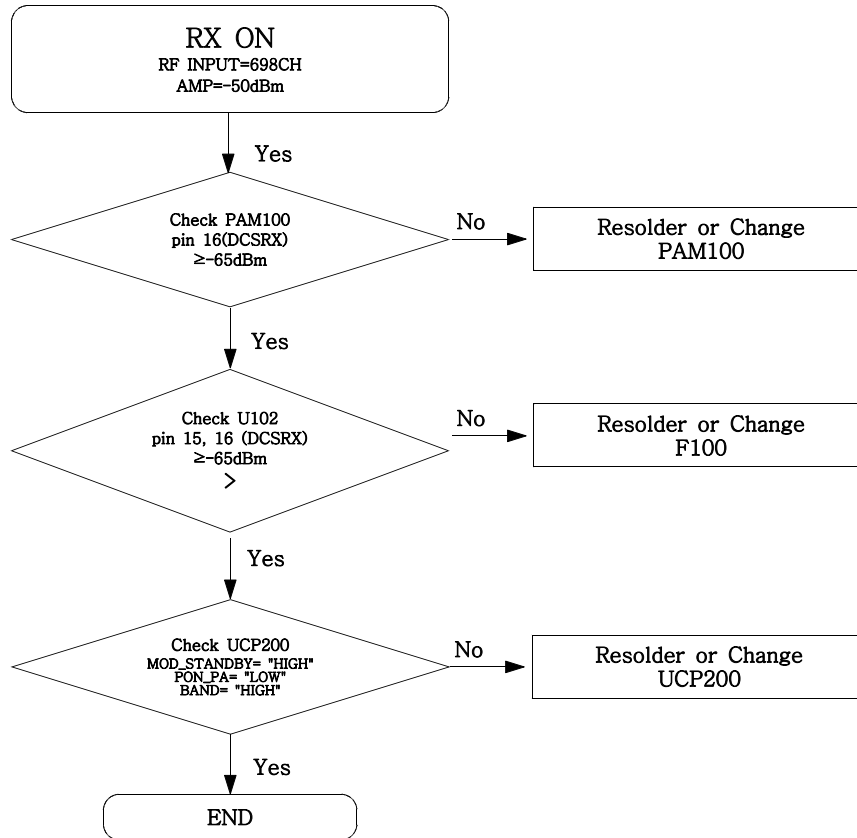 RX ON
RF INPUT=698CH
AMP=-50dBm
Yes
Check PAM100
pin 16(DCSRX)
≥-65dBm
No
Resolder or Change
PAM100
Yes
Check U102
pin 15, 16 (DCSRX)
≥-65dBm
>
No
Resolder or Change
F100
Yes
Check UCP200
MOD_STANDBY= "HIGH"
PON_PA= "LOW"
BAND= "HIGH"
No
Resolder or Change
UCP200
Yes
END